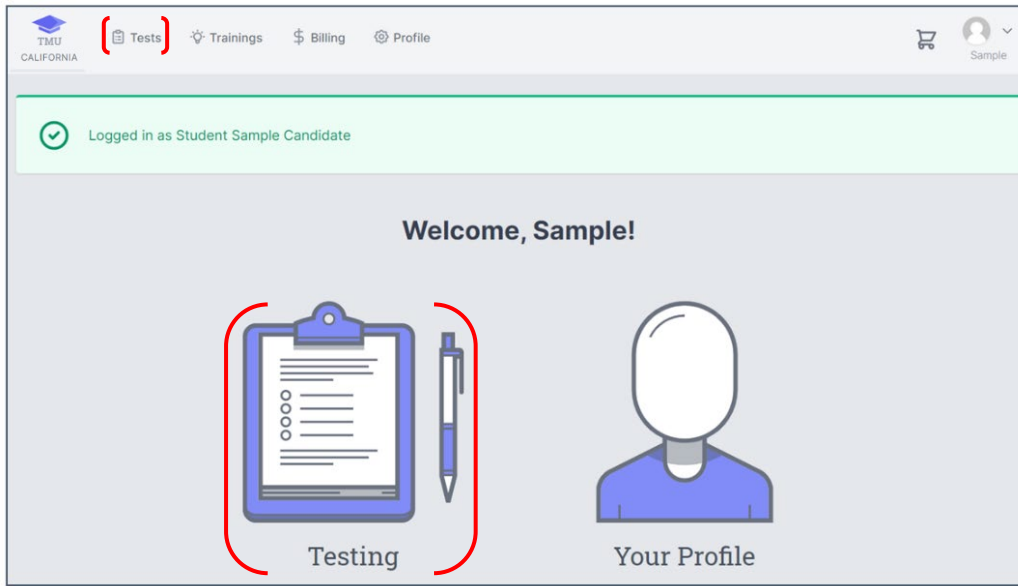 TMU
CALIFORNIA
Tests
Trainings
$ Billing
Profile
Sample
Logged in as Student Sample Candidate
Welcome, Sample!
Testing
Your Profile